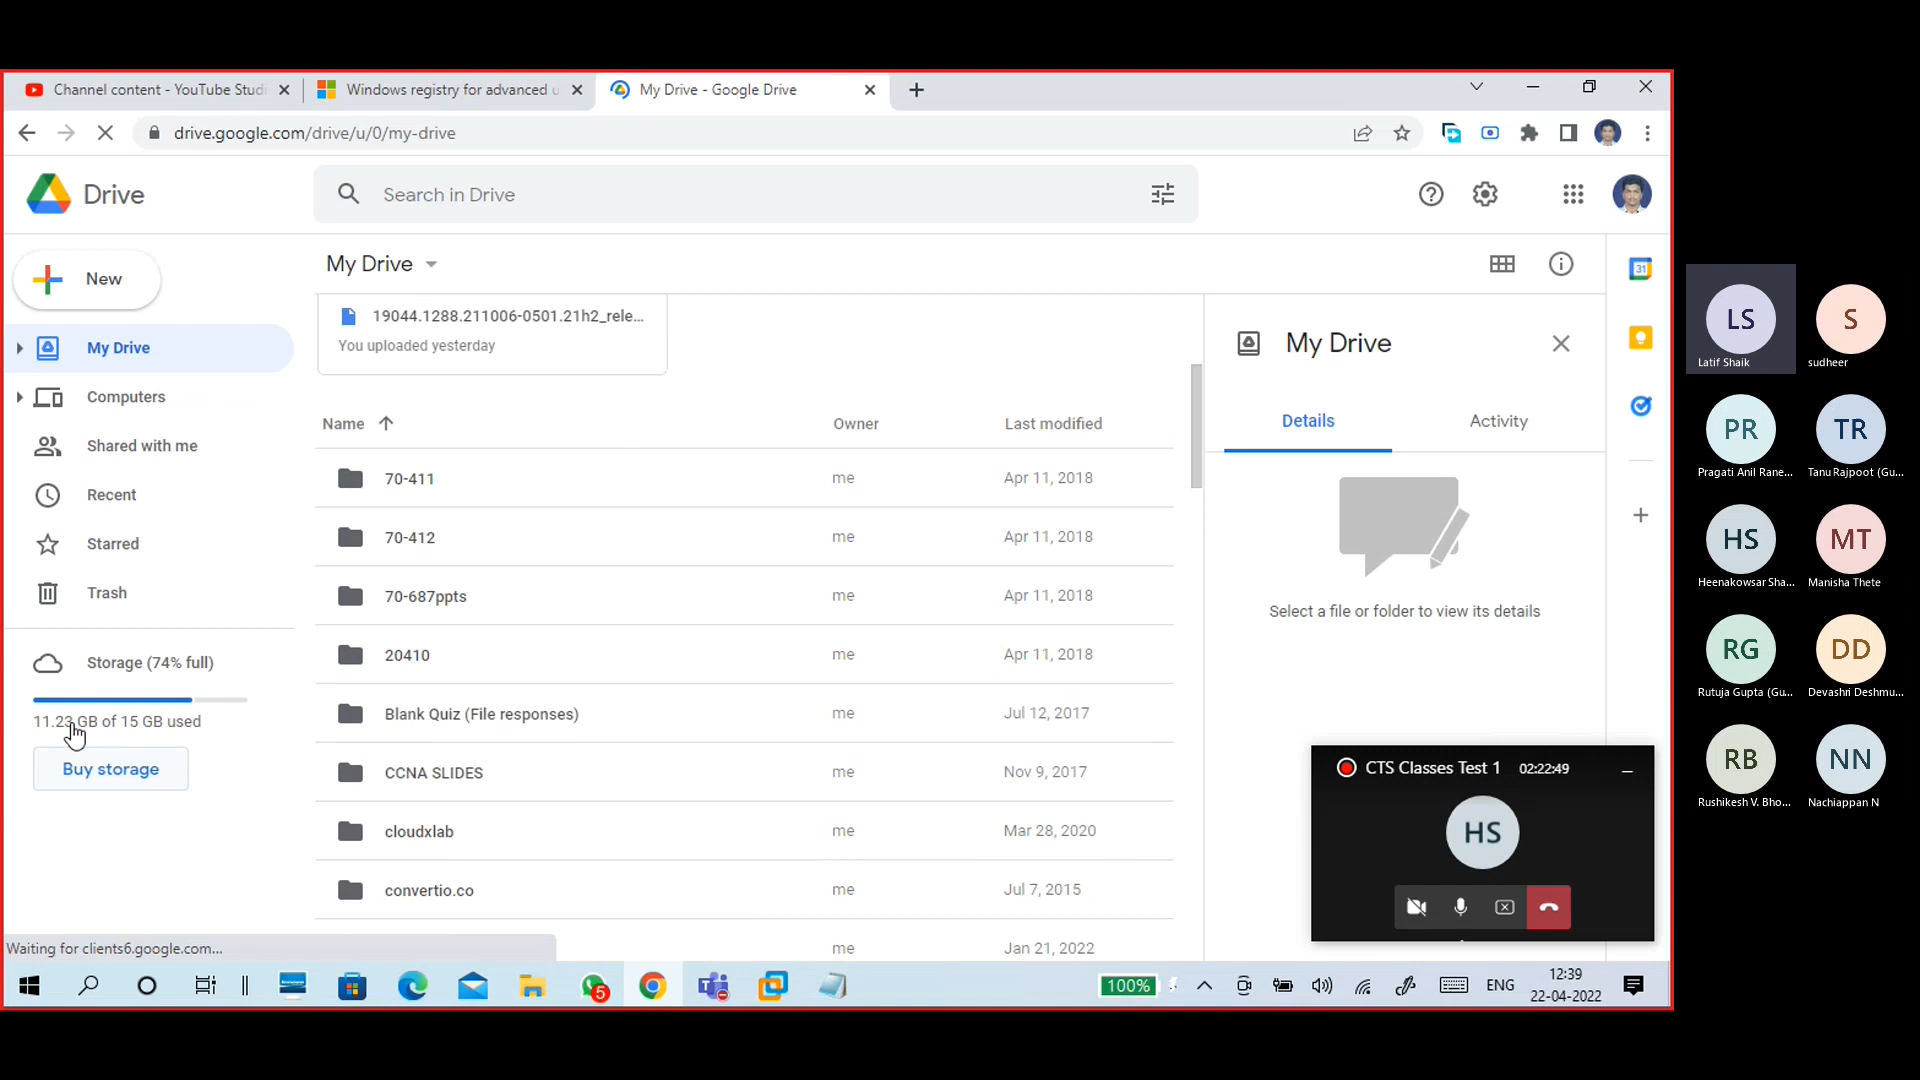 Channel content - YouTube Studi
Windows registry for advanced u
My Drive - Google Drive
drive.google.com/drive/u/0/my-drive
Drive
Search in Drive
New
My Drive
Computers
Shared with me
Recent
Starred
Trash
Storage (74% full)
11.23 GB of 15 GB used
Buy storage
My Drive
19044.1288.211006-0501.21h2_rele...
You uploaded yesterday
Name Owner Last modified
70-411 me Apr 11, 2018
70-412 me Apr 11, 2018
70-687ppts me Apr 11, 2018
20410 me Apr 11, 2018
Blank Quiz (File responses) me Jul 12, 2017
CCNA SLIDES me Nov 9, 2017
cloudxlab me Mar 28, 2020
convertio.co me Jul 7, 2015
me Jan 21, 2022
My Drive
Details Activity
Select a file or folder to view its details
31
CTS Classes Test 1 02:22:49
HS
Waiting for clients6.google.com...
5
100%
ENG
12:39
22-04-2022
LS S
Latif Shaik sudheer
PR TR
Pragati Anil Rane... Tanu Rajpoot (Gu...
HS MT
Heenakowsar Sha... Manisha Thete
RG DD
Rutuja Gupta (Gu... Devashri Deshmu...
RB NN
Rushikesh V. Bho... Nachiappan N